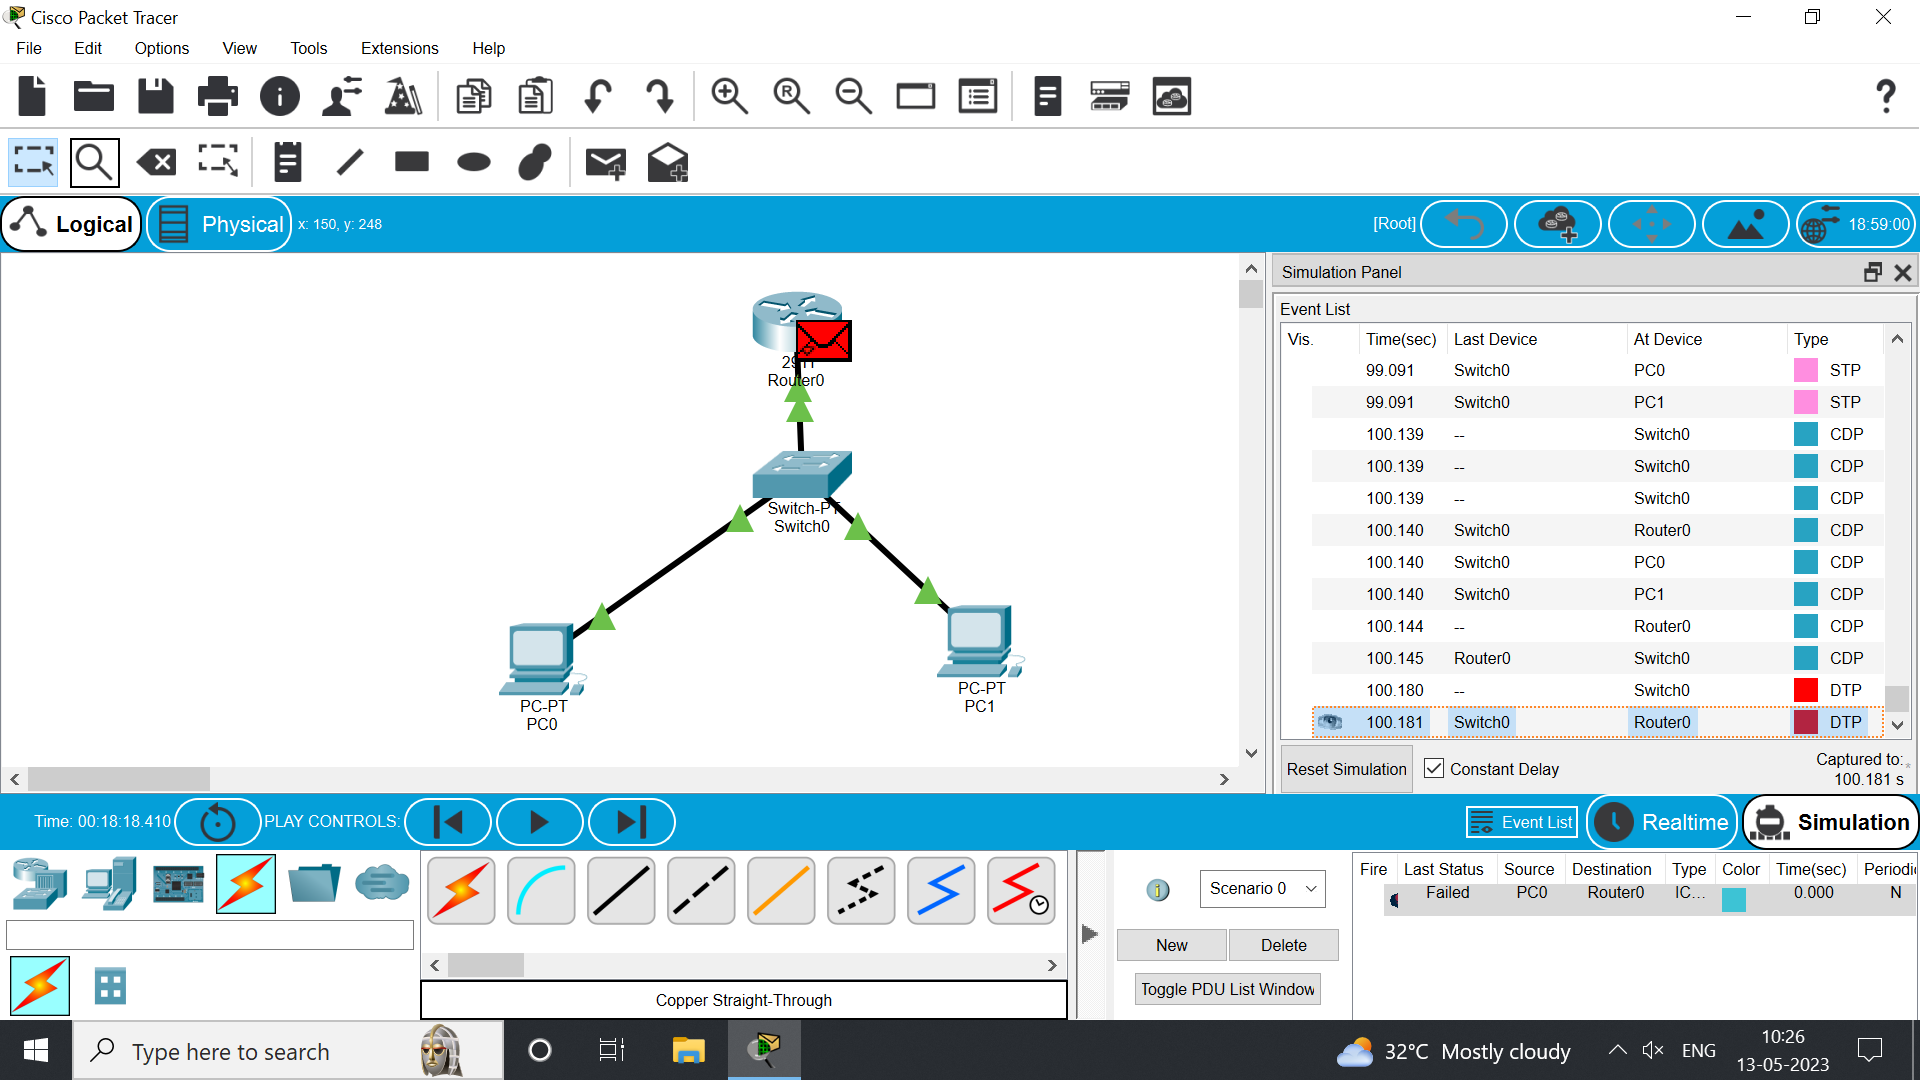 Cisco Packet Tracer
File Edit Options View Tools Extensions Help
Logical Physical x: 150, y: 248 [Root] 18:59:00
Router0
Switch-PT
Switch0
PC-PT
PC0
PC-PT
PC1
Simulation Panel
Event List
Vis. Time(sec) Last Device At Device Type
99.091 Switch0 PC0 STP
99.091 Switch0 PC1 STP
100.139 -- Switch0 CDP
100.139 -- Switch0 CDP
100.139 -- Switch0 CDP
100.140 Switch0 Router0 CDP
100.140 Switch0 PC0 CDP
100.140 Switch0 PC1 CDP
100.144 -- Router0 CDP
100.145 Router0 Switch0 CDP
100.180 -- Switch0 DTP
100.181 Switch0 Router0 DTP
Reset Simulation Constant Delay Captured to:
100.181 s
Time: 00:18:18.410 PLAY CONTROLS: Event List Realtime Simulation
Scenario 0
New Delete
Toggle PDU List Window
Copper Straight-Through
Fire Last Status Source Destination Type Color Time(sec) Periodic
Failed PC0 Router0 IC... 0.000 N
Type here to search
32°C Mostly cloudy ENG
10:26
13-05-2023